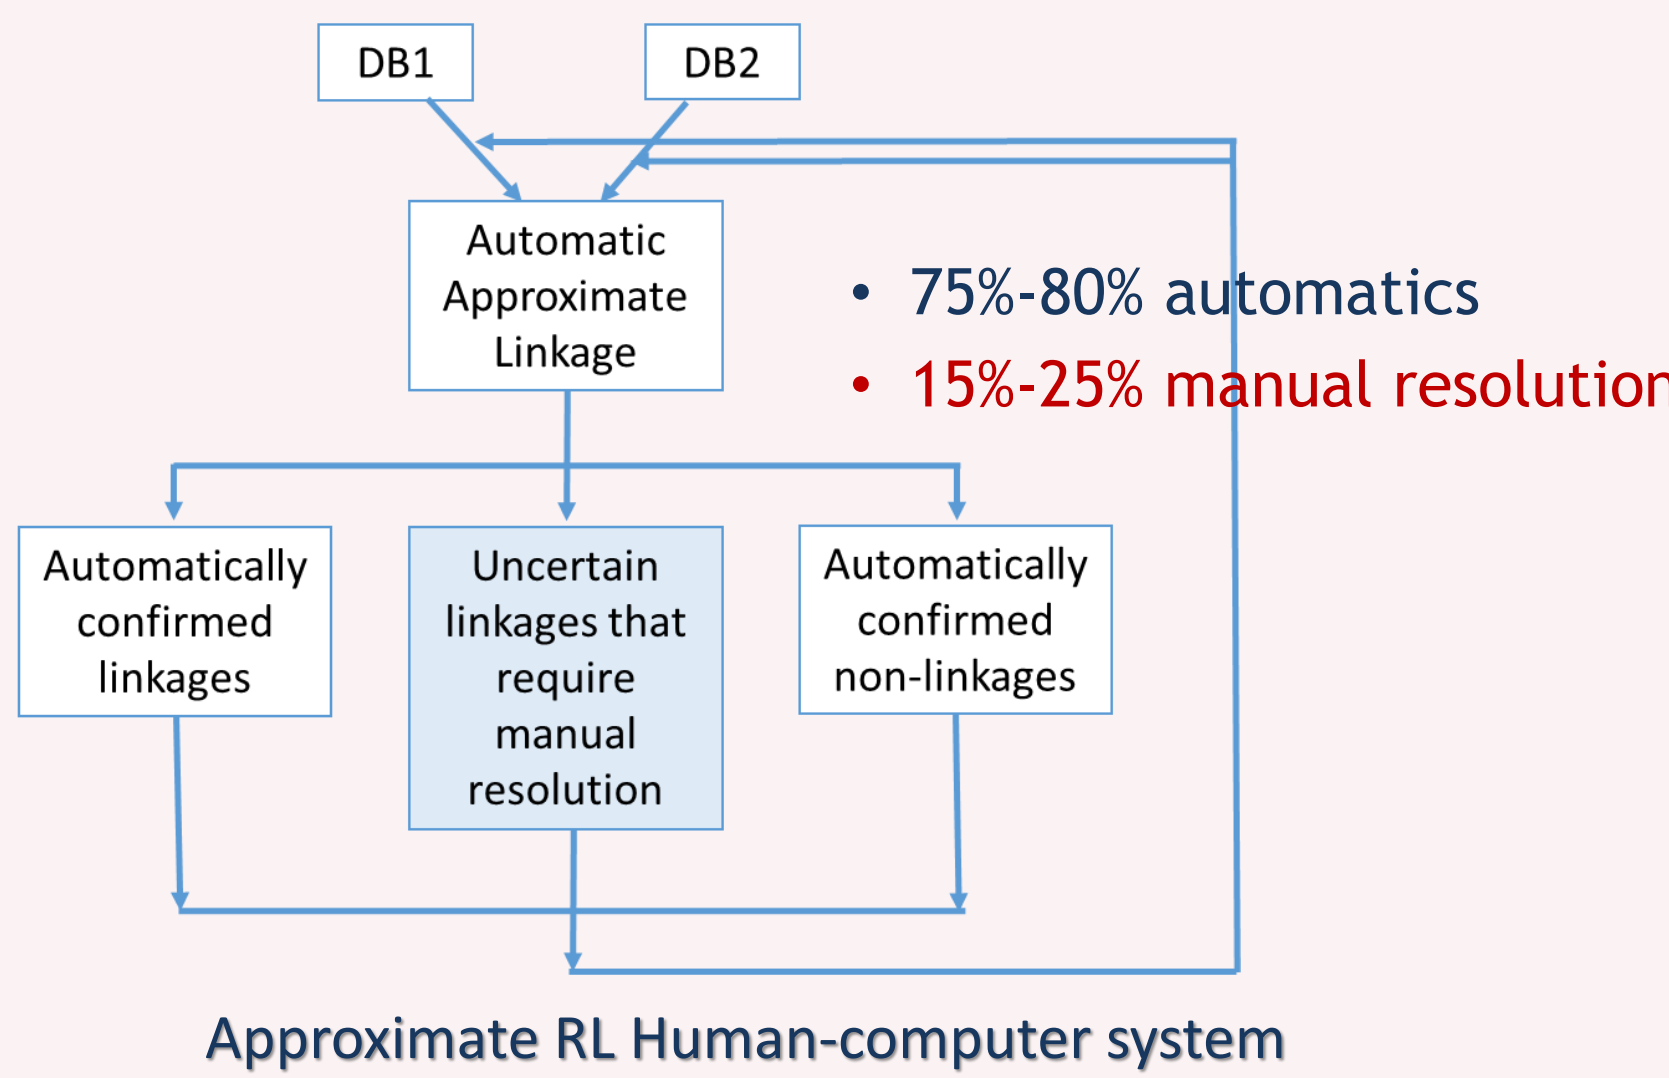 DB1
DB2
Automatic
Approximate
Linkage
• 75%-80% automatics
• 15%-25% manual resolution
Automatically
confirmed
linkages
Uncertain
linkages that
require
manual
resolution
Automatically
confirmed
non-linkages
Approximate RL Human-computer system